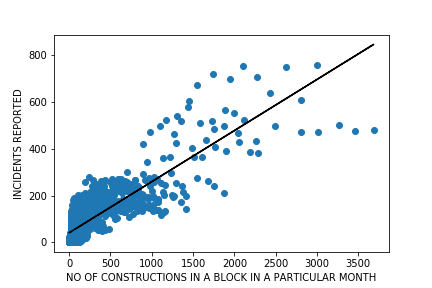 800
600
400
200
0
INCIDENTS REPORTED
0 500 1000 1500 2000 2500 3000 3500
NO OF CONSTRUCTIONS IN A BLOCK IN A PARTICULAR MONTH